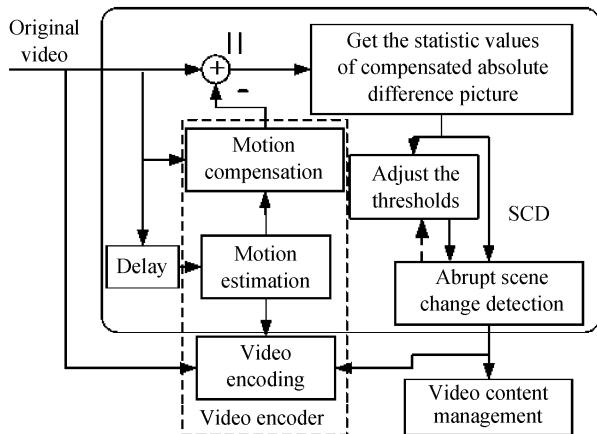 Original
video
||
+
-
Get the statistic values
of compensated absolute
difference picture
Motion
compensation
Adjust the
thresholds
SCD
Delay
Motion
estimation
Abrupt scene
change detection
Video
encoding
Video encoder
Video content
management